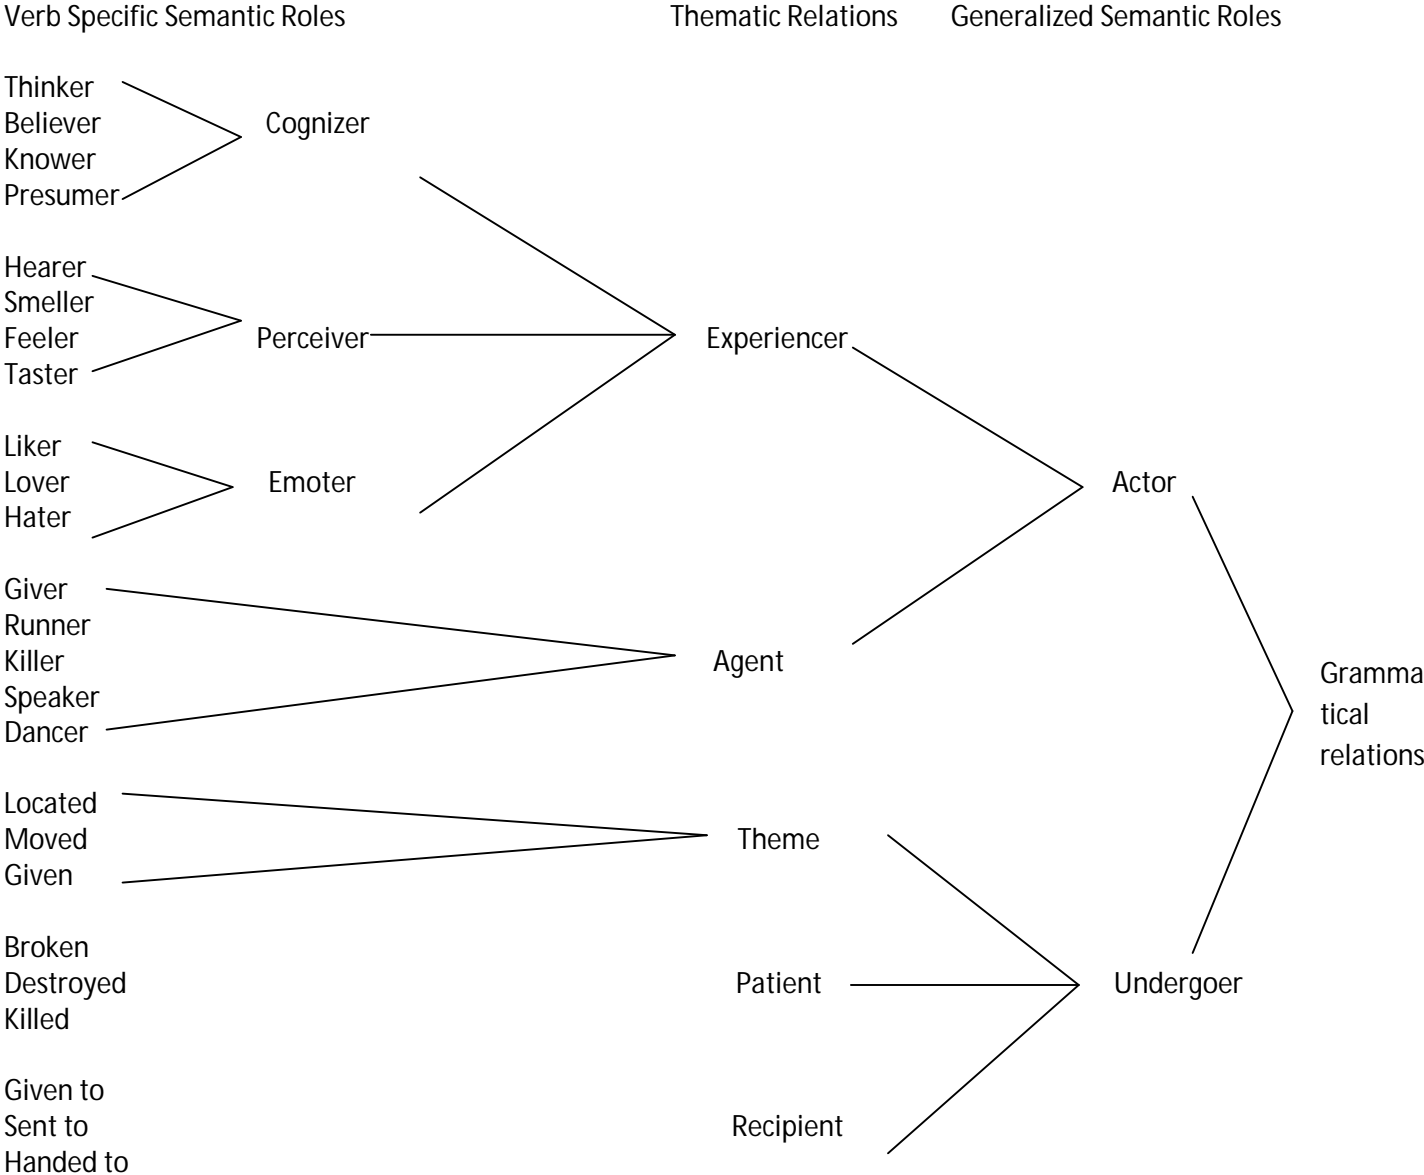 Verb Specific Semantic Roles Thematic Relations Generalized Semantic Roles
Thinker
Believer Cognizer
Knower
Presumer
Hearer
Smeller
Feeler Perceiver Experiencer
Taster
Liker
Lover Emoter Actor
Hater
Giver
Runner
Killer Agent
Speaker
Dancer
Gramma
tical
relations
Located
Moved Theme
Given
Broken
Destroyed Patient Undergoer
Killed
Given to
Sent to Recipient
Handed to